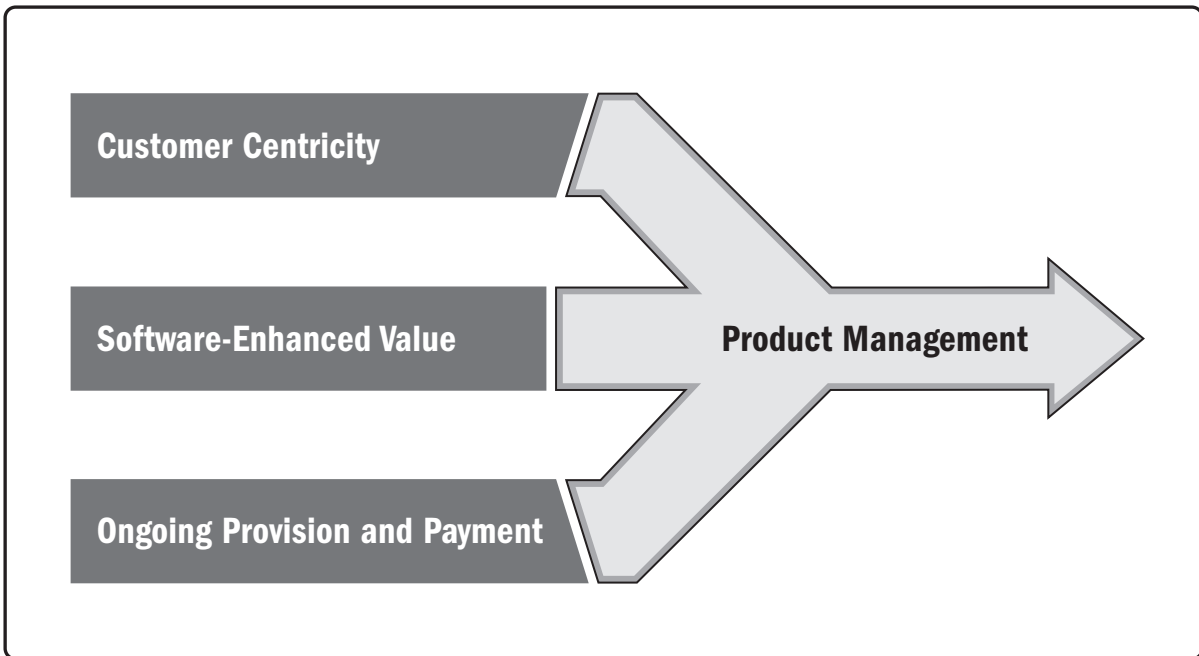 Customer Centricity
Software-Enhanced Value
Product Management
Ongoing Provision and Payment